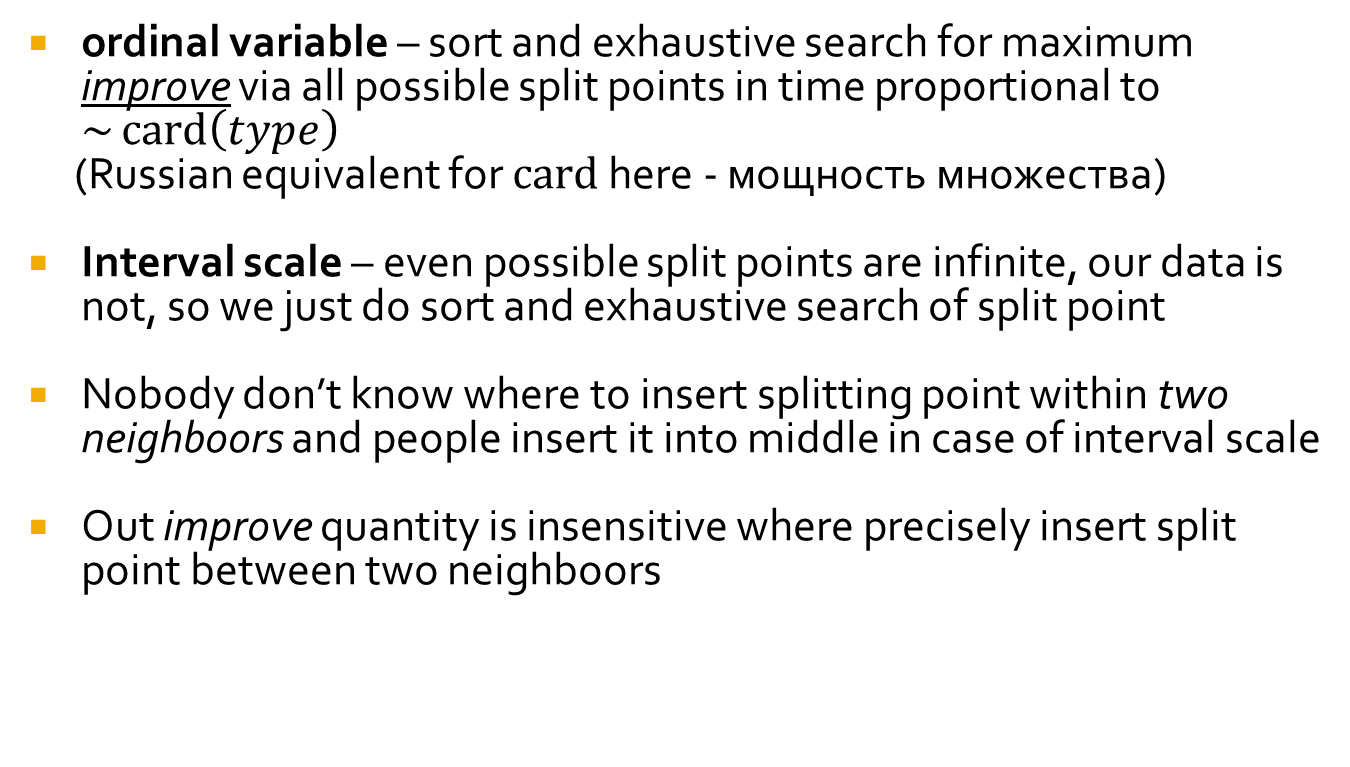 ordinal variable – sort and exhaustive search for maximum
improve via all possible split points in time proportional to
~ card(type)
(Russian equivalent for card here - мощность множества)
Interval scale – even possible split points are infinite, our data is
not, so we just do sort and exhaustive search of split point
Nobody don’t know where to insert splitting point within two
neighboors and people insert it into middle in case of interval scale
Out improve quantity is insensitive where precisely insert split
point between two neighboors